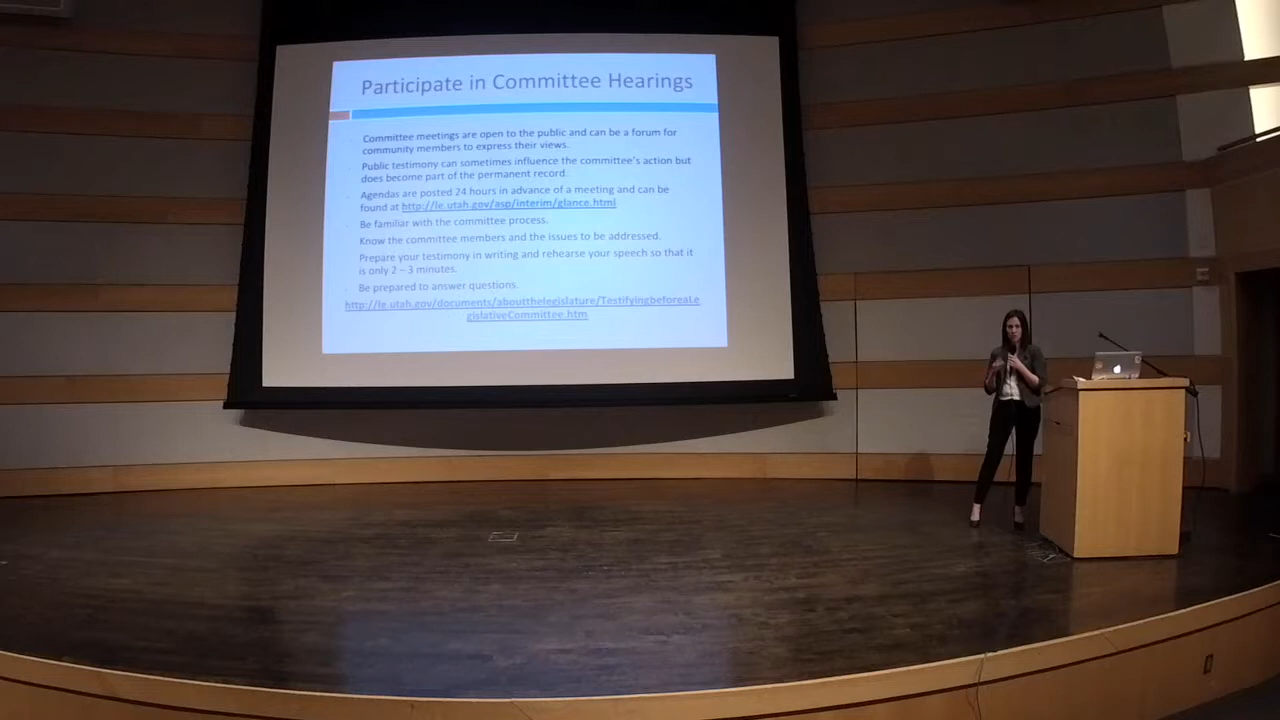 Participate in Committee Hearings
Committee meetings are open to the public and can be a forum for
community members to express their views.
Public testimony can sometimes influence the committee's action but
does become part of the permanent record.
Agendas are posted 24 hours in advance of a meeting and can be
found at http://le.utah.gov/asp/interim/glance.html
Be familiar with the committee process.
Know the committee members and the issues to be addressed.
Prepare your testimony in writing and rehearse your speech so that it
is only 2 – 3 minutes.
Be prepared to answer questions.
http://le.utah.gov/documents/aboutthelegislature/TestifyingbeforeaLe
gislativeCommittee.htm